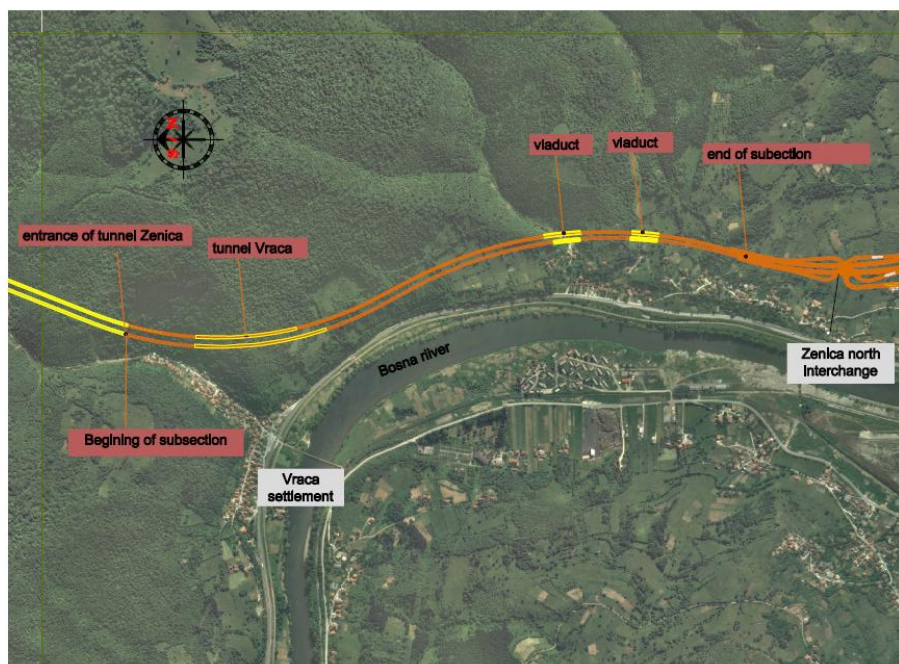 N
S
viaduct
viaduct
end of subection
entrance of tunnel Zenica
tunnel Vraca
Bosna riiver
Zenica north
interchange
Begining of subsection
Vraca
settlement